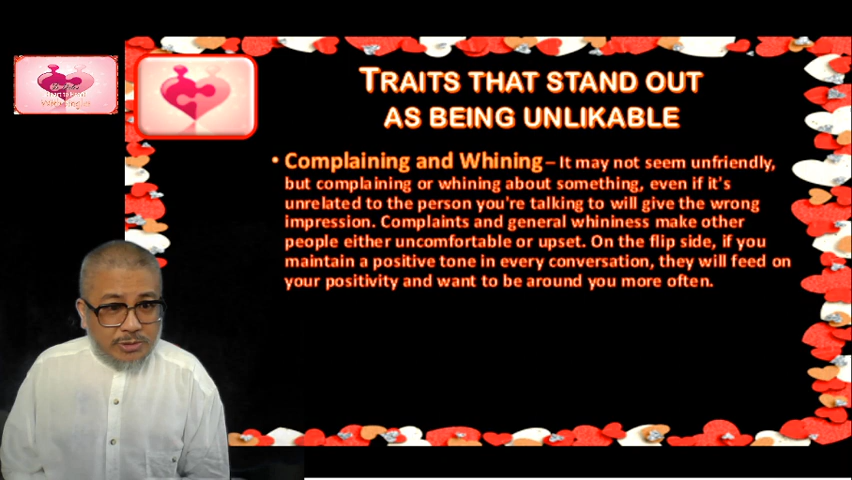 TRAITS THAT STAND OUT
AS BEING UNLIKABLE
• Complaining and Whining – It may not seem unfriendly,
but complaining or whining about something, even if it's
unrelated to the person you're talking to will give the wrong
impression. Complaints and general whininess make other
people either uncomfortable or upset. On the flip side, if you
maintain a positive tone in every conversation, they will feed on
your positivity and want to be around you more often.